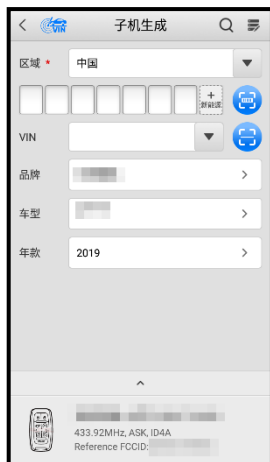 VIN
子机生成
区域 *
中国
+
新能源
VIN
品牌
车型
年款
2019
433.92MHz, ASK, ID4A
Reference FCCID: